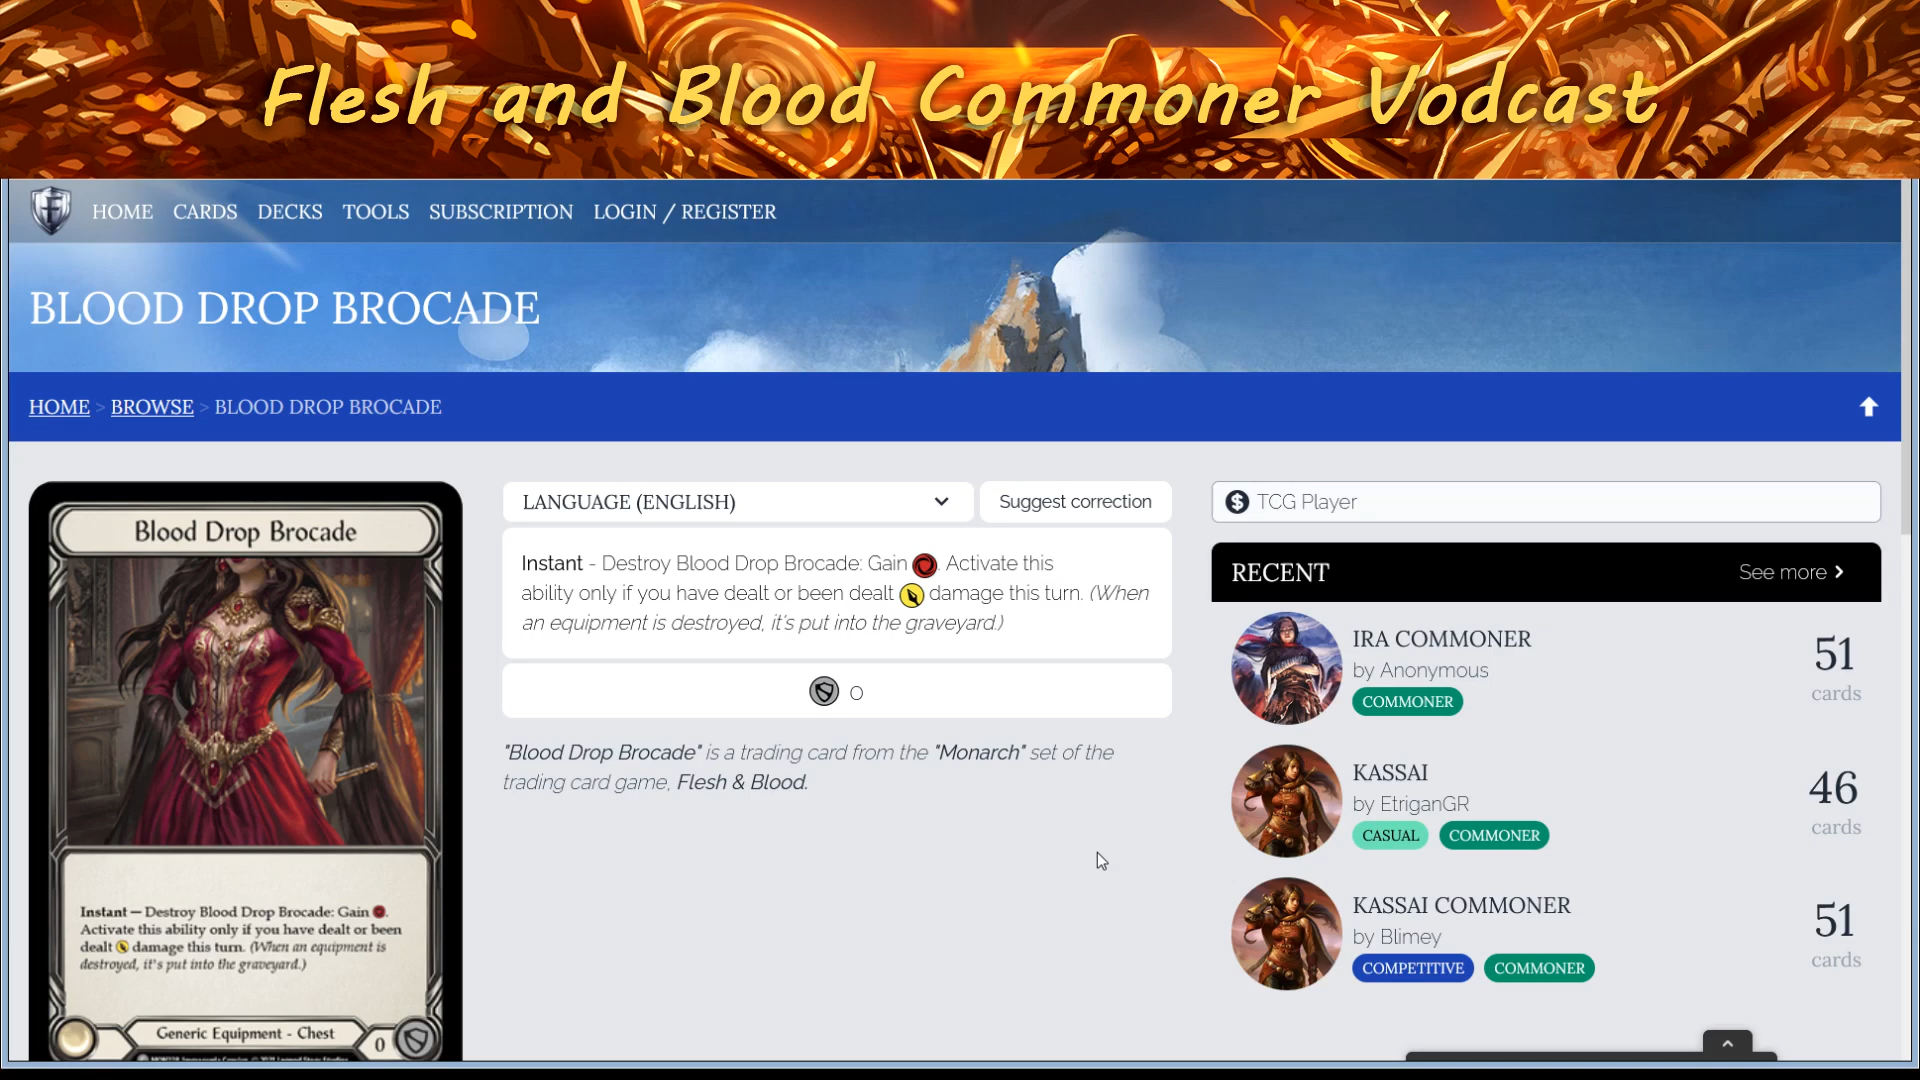 Flesh and Blood Commoner Vodcast
HOME CARDS DECKS TOOLS SUBSCRIPTION LOGIN / REGISTER
BLOOD DROP BROCADE
HOME > BROWSE > BLOOD DROP BROCADE
Blood Drop Brocade
Instant — Destroy Blood Drop Brocade: Gain .
Activate this ability only if you have dealt or been
dealt damage this turn. (When an equipment is
destroyed, it's put into the graveyard.)
Generic Equipment - Chest
0
LANGUAGE (ENGLISH)
Suggest correction
Instant - Destroy Blood Drop Brocade: Gain . Activate this
ability only if you have dealt or been dealt damage this turn. (When
an equipment is destroyed, it's put into the graveyard.)
0
"Blood Drop Brocade" is a trading card from the "Monarch" set of the
trading card game, Flesh & Blood.
$ TCG Player
RECENT
See more
IRA COMMONER
by Anonymous
COMMONER
51
cards
KASSAI
by EtriganGR
CASUAL COMMONER
46
cards
KASSAI COMMONER
by Blimey
COMPETITIVE COMMONER
51
cards